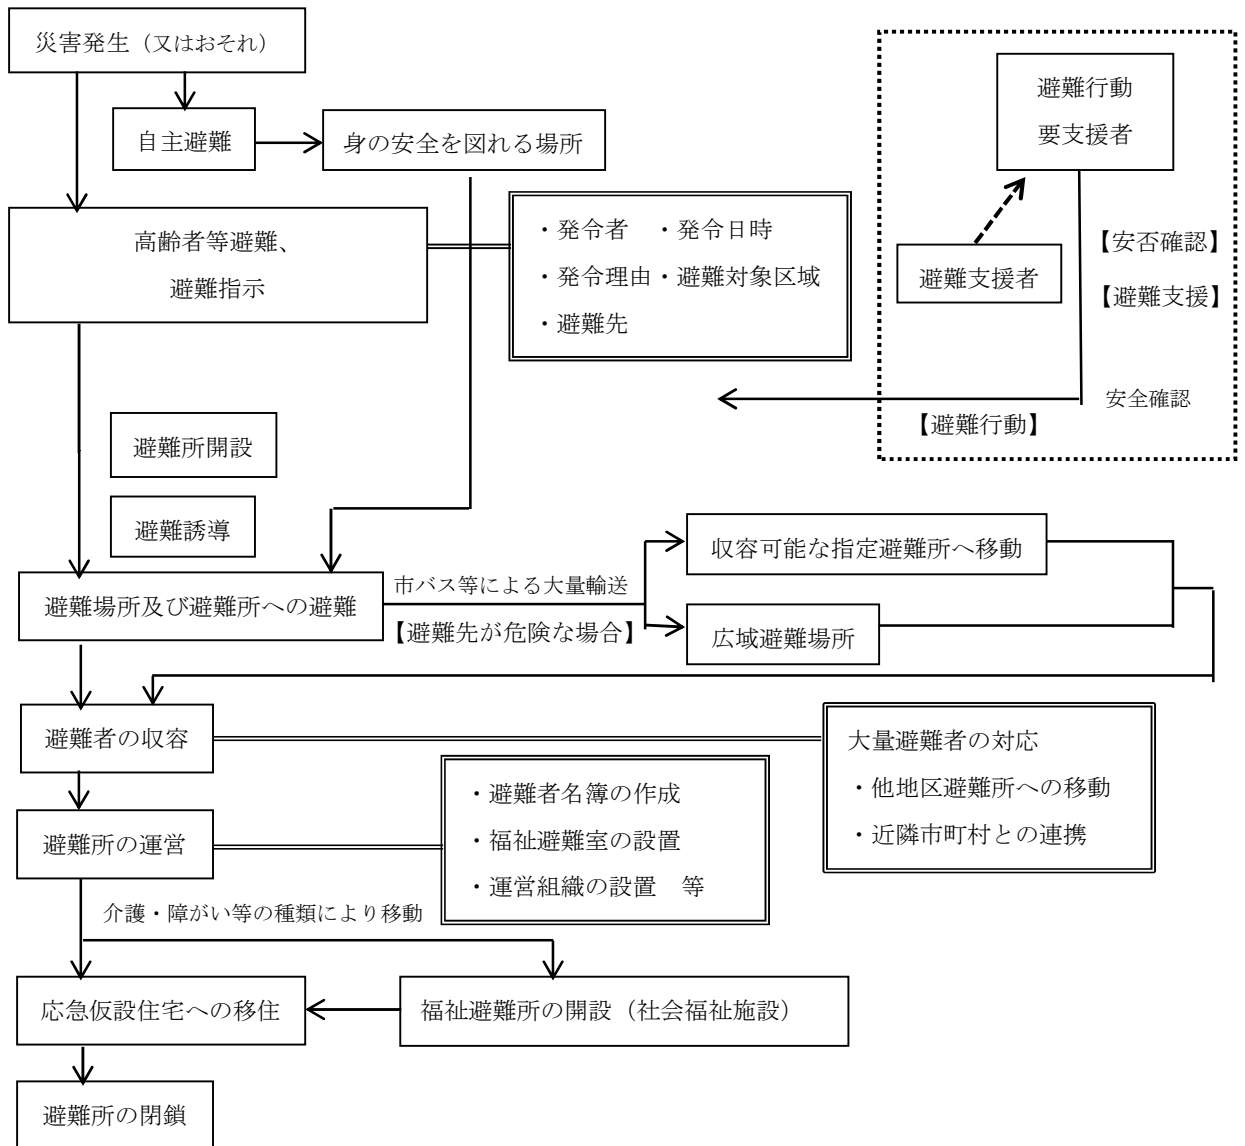 災害発生（又はおそれ）
自主避難
身の安全を図れる場所
高齢者等避難、
避難指示
・発令者　・発令日時
・発令理由・避難対象区域
・避難先
避難行動
要支援者
避難支援者
【安否確認】
【避難支援】
安全確認
【避難行動】
避難所開設
避難誘導
避難場所及び避難所への避難
市バス等による大量輸送
【避難先が危険な場合】
収容可能な指定避難所へ移動
広域避難場所
避難者の収容
大量避難者の対応
・他地区避難所への移動
・近隣市町村との連携
避難所の運営
・避難者名簿の作成
・福祉避難室の設置
・運営組織の設置　等
介護・障がい等の種類により移動
応急仮設住宅への移住
福祉避難所の開設（社会福祉施設）
避難所の閉鎖